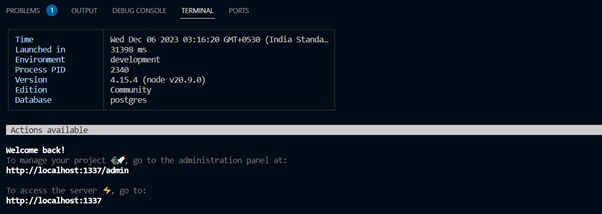 PROBLEMS 1 OUTPUT DEBUG CONSOLE TERMINAL PORTS
Time Wed Dec 06 2023 03:16:20 GMT+0530 (India Standa…
Launched in 31398 ms
Environment development
Process PID 2340
Version 4.15.4 (node v20.9.0)
Edition Community
Database postgres
Actions available
Welcome back!
To manage your project 🚀, go to the administration panel at:
http://localhost:1337/admin
To access the server ⚡, go to:
http://localhost:1337